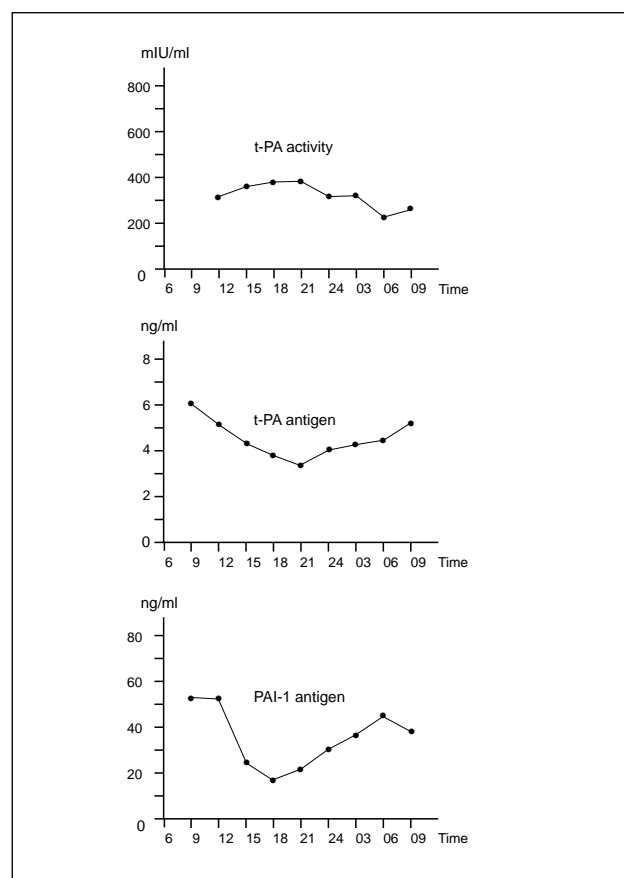 mIU/ml
800
600
t-PA activity
400
200
0
6 9 12 15 18 21 24 03 06 09 Time
ng/ml
8
6
t-PA antigen
4
2
0
6 9 12 15 18 21 24 03 06 09 Time
ng/ml
80
60
PAI-1 antigen
40
20
0
6 9 12 15 18 21 24 03 06 09 Time